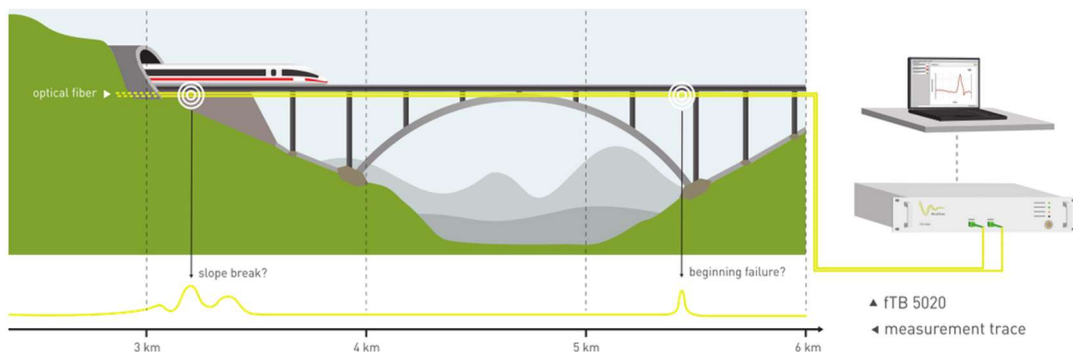 optical fiber
slope break?
beginning failure?
3 km
4 km
5 km
6 km
fTB 5020
measurement trace